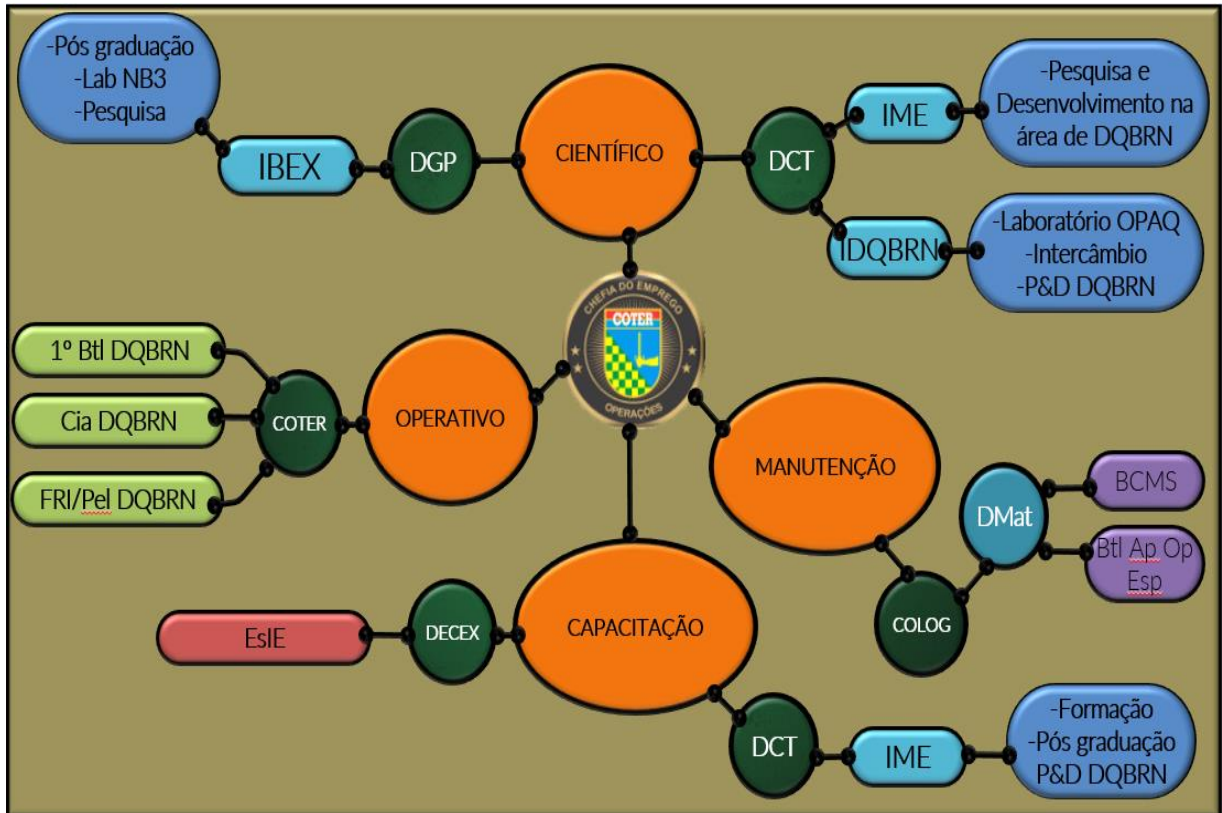 -Pós graduação
-Lab NB3
-Pesquisa
IBEX
DGP
CIENTÍFICO
DCT
IME
-Pesquisa e
Desenvolvimento na
área de DQBRN
IDQBRN
-Laboratório OPAQ
-Intercâmbio
-P&D DQBRN
CHEFIA DO EMPREGO
COTER
OPERAÇÕES
1º Btl DQBRN
Cia DQBRN
FRI/Pel DQBRN
COTER
OPERATIVO
MANUTENÇÃO
DMat
BCMS
Btl Ap Op
Esp
COLOG
CAPACITAÇÃO
DECEX
EsIE
DCT
IME
-Formação
-Pós graduação
P&D DQBRN